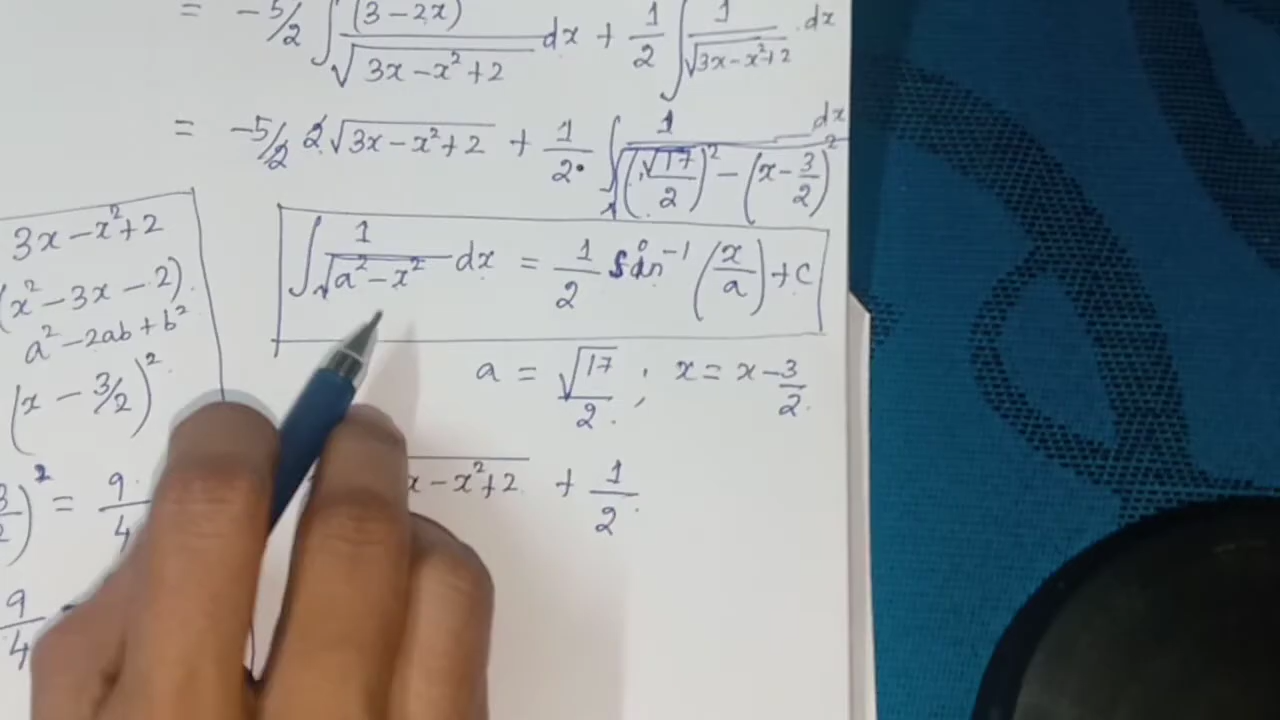 = -5/2 ∫ (3-2x)/√(3x-x²+2) dx + 1/2 ∫ 1/√(3x-x²+2) .dx
= -5/2 2√(3x-x²+2) + 1/2 ∫ 1/√((√17/2)² - (x-3/2)²) dx
3x-x²+2
(x²-3x-2)
a²-2ab+b²
(x-3/2)²
∫ 1/√(a²-x²) dx = 1/2 sin⁻¹(x/a)+c
a = √17/2 ; x = x-3/2
x-x²+2 + 1/2
)² = 9/4
9/4